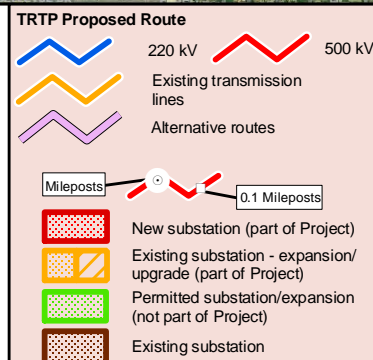 TRTP Proposed Route
220 kV
500 kV
Existing transmission
lines
Alternative routes
Mileposts
0.1 Mileposts
New substation (part of Project)
Existing substation - expansion/
upgrade (part of Project)
Permitted substation/expansion
(not part of Project)
Existing substation